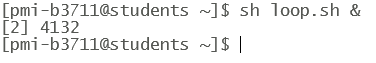 [pmi-b3711@students ~]$ sh loop.sh &
[2] 4132
[pmi-b3711@students ~]$